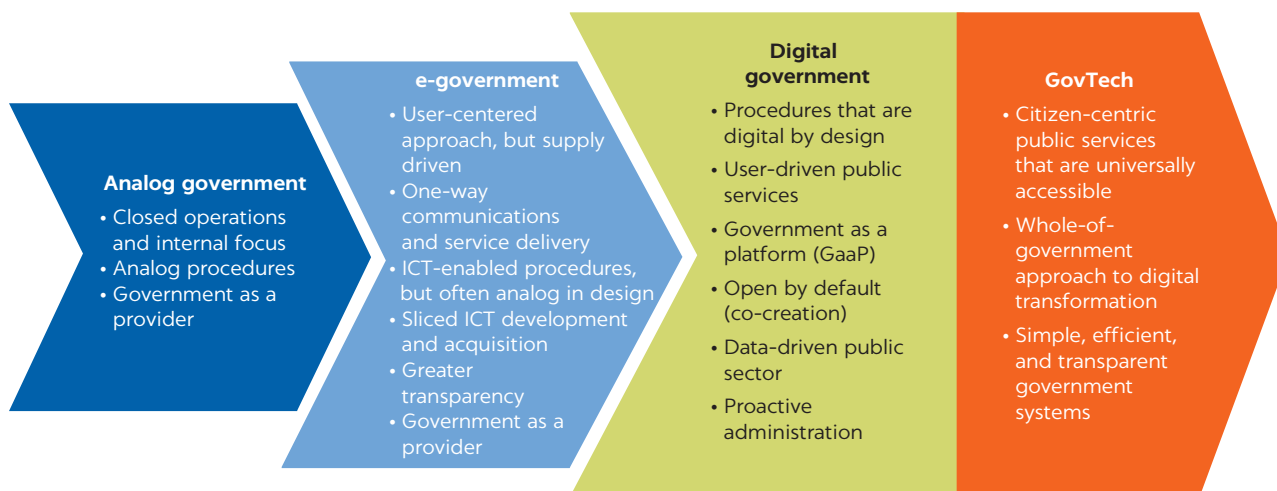 Analog government
• Closed operations
and internal focus
• Analog procedures
• Government as a
provider
e-government
• User-centered
approach, but supply
driven
• One-way
communications
and service delivery
• ICT-enabled procedures,
but often analog in design
• Sliced ICT development
and acquisition
• Greater
transparency
• Government as a
provider
Digital
government
• Procedures that are
digital by design
• User-driven public
services
• Government as a
platform (GaaP)
• Open by default
(co-creation)
• Data-driven public
sector
• Proactive
administration
GovTech
• Citizen-centric
public services
that are universally
accessible
• Whole-of-
government
approach to digital
transformation
• Simple, efficient,
and transparent
government
systems